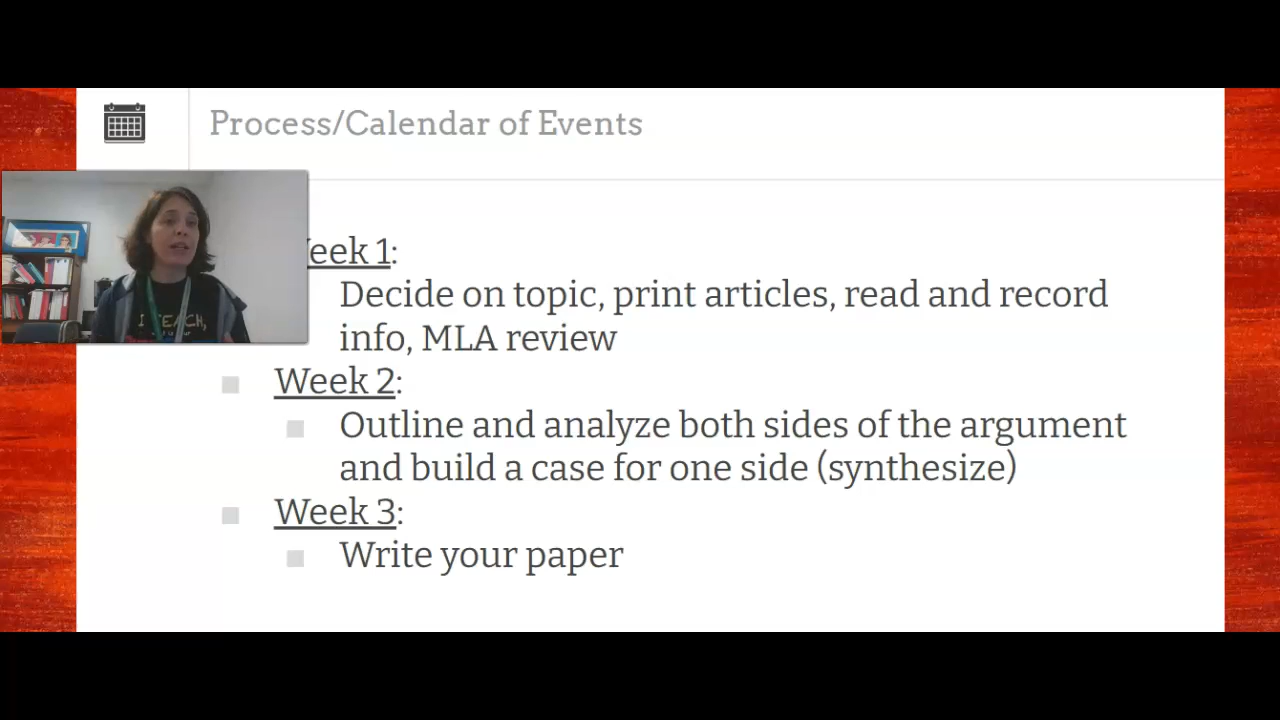 Process/Calendar of Events
eek 1:
Decide on topic, print articles, read and record
info, MLA review
Week 2:
Outline and analyze both sides of the argument
and build a case for one side (synthesize)
Week 3:
Write your paper
I TEACH,